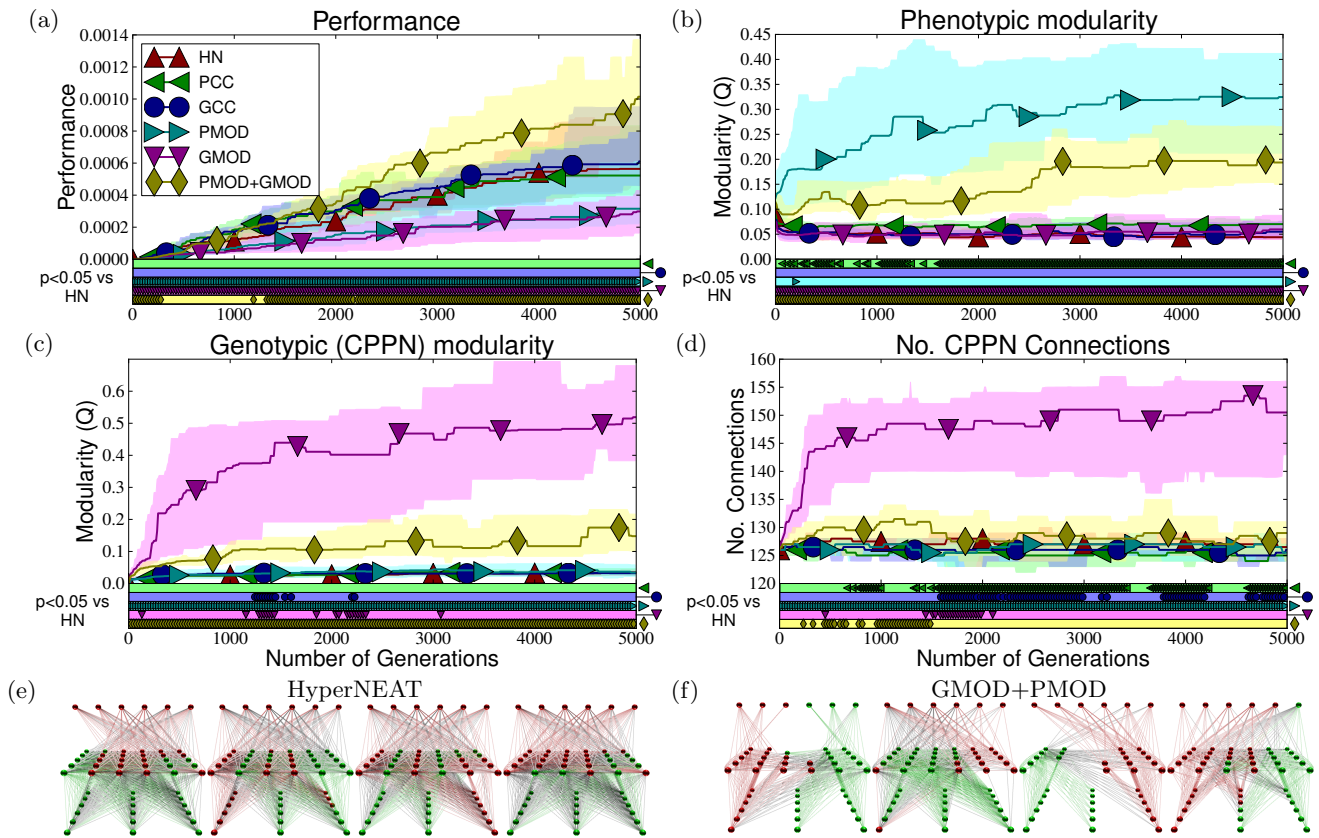 (a) Performance
Performance
0.0014
0.0012
0.0010
0.0008
0.0006
0.0004
0.0002
0.0000
HN
PCC
GCC
PMOD
GMOD
PMOD+GMOD
p<0.05 vs
HN
0 1000 2000 3000 4000 5000
(b) Phenotypic modularity
Modularity (Q)
0.45
0.40
0.35
0.30
0.25
0.20
0.15
0.10
0.05
0.00
p<0.05 vs
HN
0 1000 2000 3000 4000 5000
(c) Genotypic (CPPN) modularity
Modularity (Q)
0.6
0.5
0.4
0.3
0.2
0.1
0.0
p<0.05 vs
HN
0 1000 2000 3000 4000 5000
Number of Generations
(d) No. CPPN Connections
No. Connections
160
155
150
145
140
135
130
125
120
p<0.05 vs
HN
0 1000 2000 3000 4000 5000
Number of Generations
(e) HyperNEAT
(f) GMOD+PMOD